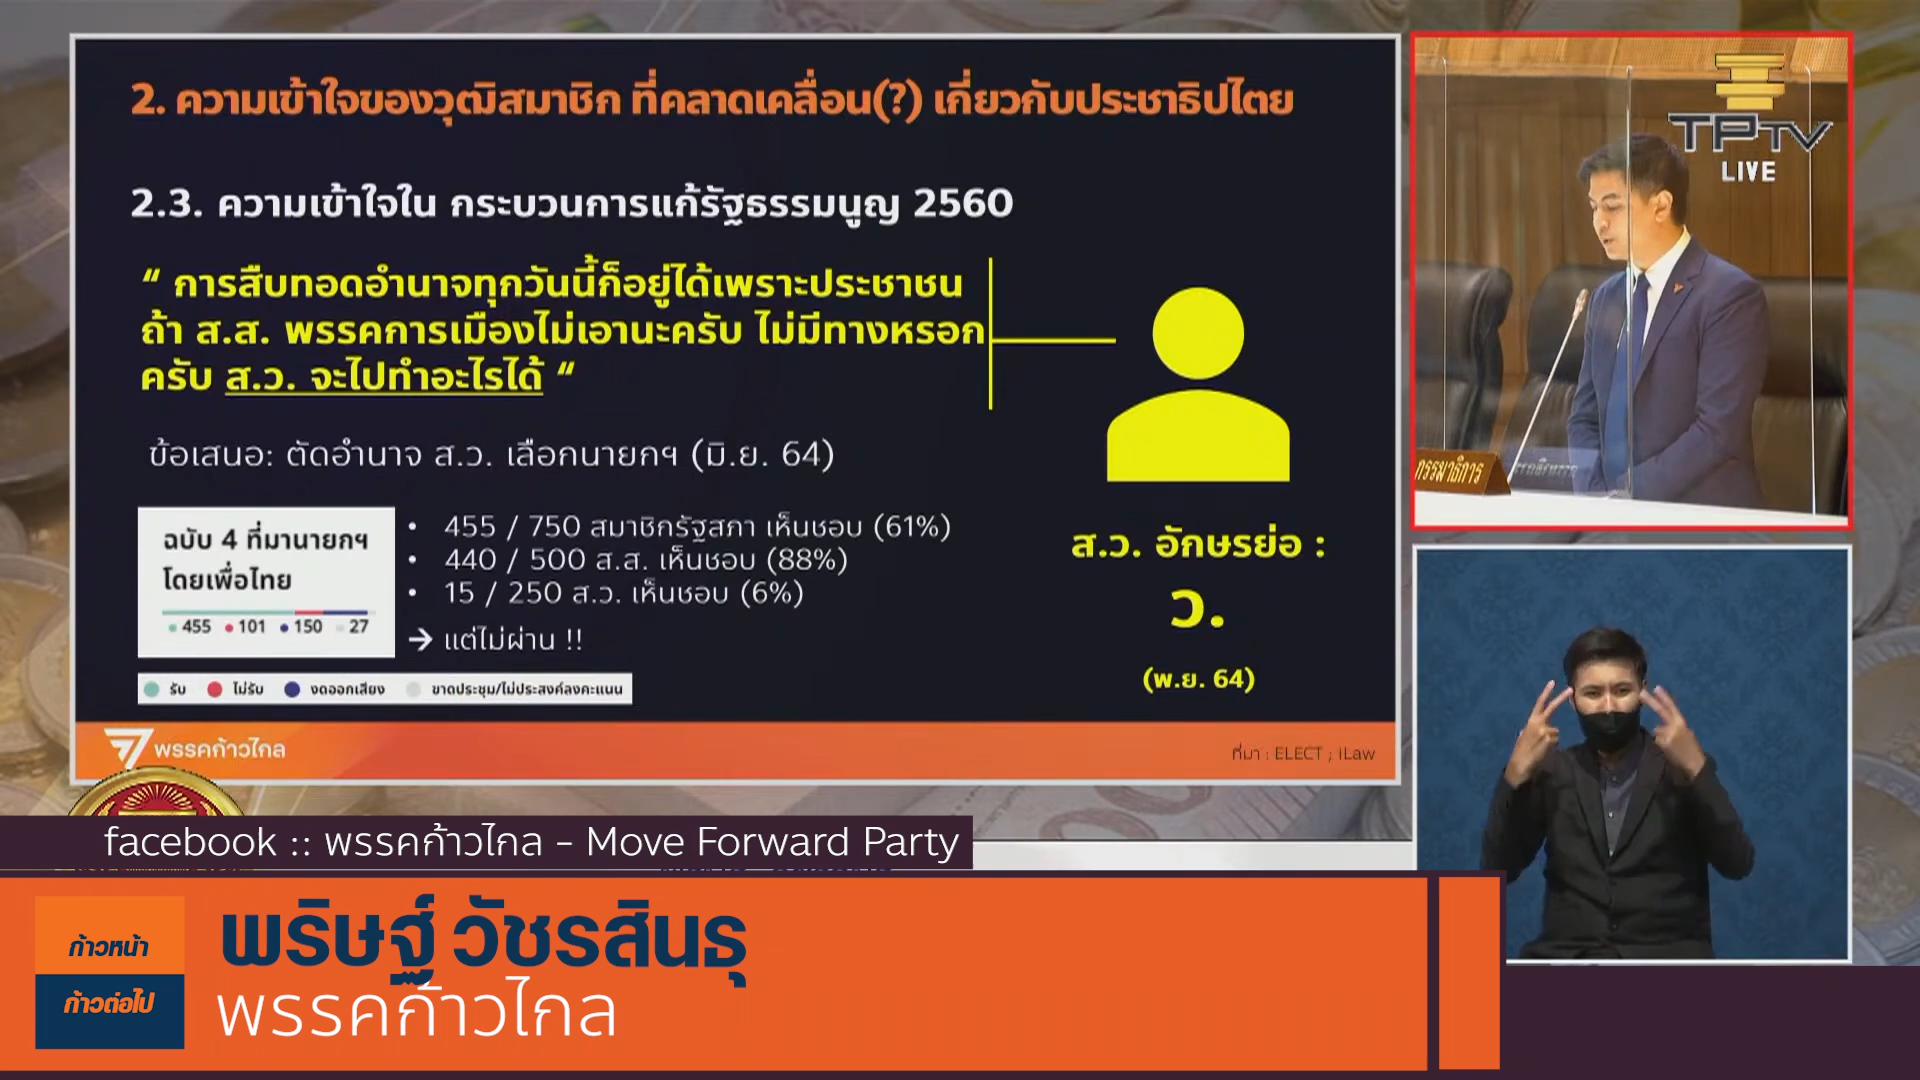 2. ความเข้าใจของวุฒิสมาชิก ที่คลาดเคลื่อน(?) เกี่ยวกับประชาธิปไตย
2.3. ความเข้าใจใน กระบวนการแก้รัฐธรรมนูญ 2560
“ การสืบทอดอำนาจทุกวันนี้ก็อยู่ได้เพราะประชาชน
ถ้า ส.ส. พรรคการเมืองไม่เอานะครับ ไม่มีทางหรอก
ครับ ส.ว. จะไปทำอะไรได้ “
ข้อเสนอ: ตัดอำนาจ ส.ว. เลือกนายกฯ (มิ.ย. 64)
ฉบับ 4 ที่มานายกฯ
โดยเพื่อไทย
455 101 150 27
• 455 / 750 สมาชิกรัฐสภา เห็นชอบ (61%)
• 440 / 500 ส.ส. เห็นชอบ (88%)
• 15 / 250 ส.ว. เห็นชอบ (6%)
→ แต่ไม่ผ่าน !!
รับ ไม่รับ งดออกเสียง ขาดประชุม/ไม่ประสงค์ลงคะแนน
ส.ว. อักษรย่อ :
ว.
(พ.ย. 64)
พรรคก้าวไกล
ที่มา : ELECT ; iLaw
TPTV
LIVE
กรรมาธิการ
facebook :: พรรคก้าวไกล - Move Forward Party
ก้าวหน้า
ก้าวต่อไป
พริษฐ์ วัชรสินธุ
พรรคก้าวไกล